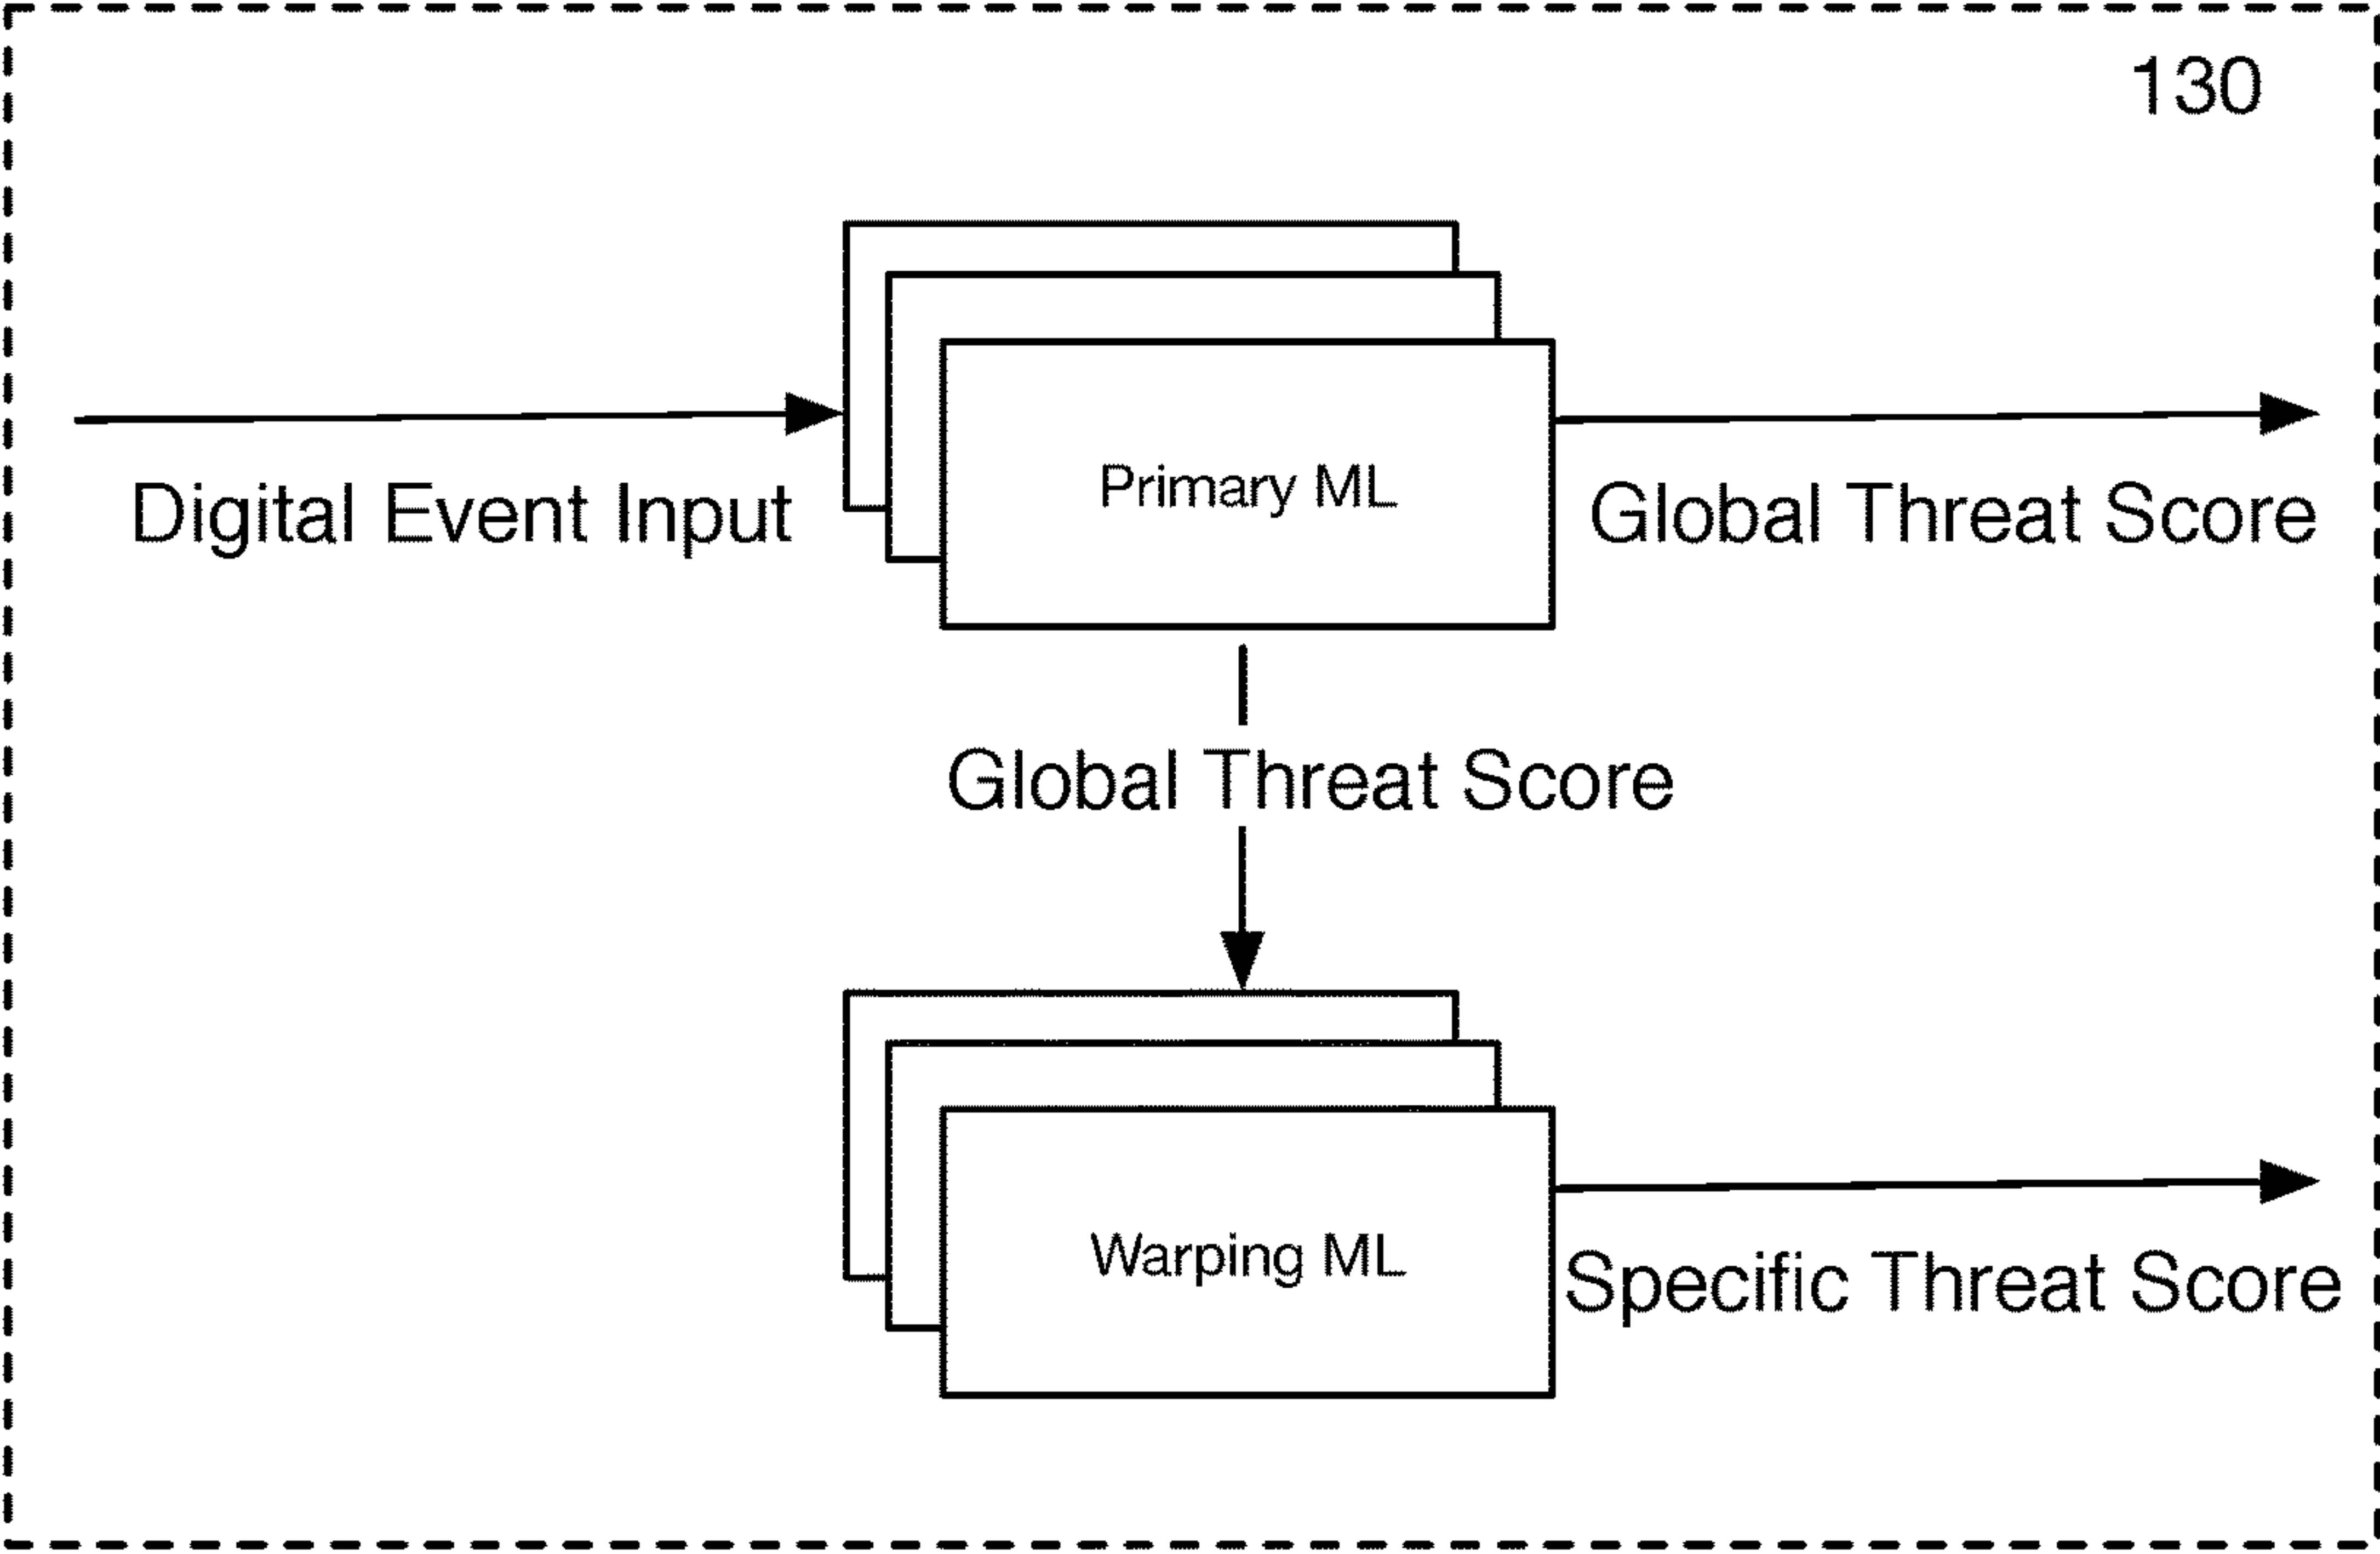 130
Primary ML
Digital Event Input
Global Threat Score
Global Threat Score
Warping ML
Specific Threat Score